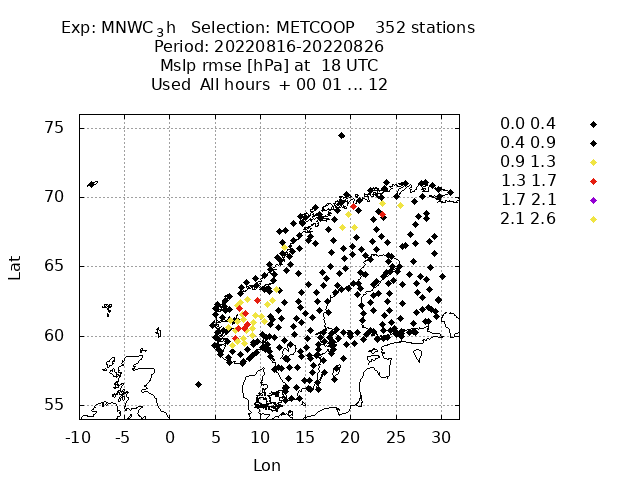 Exp: MNWC₃h Selection: METCOOP 352 stations
Period: 20220816-20220826
Mslp rmse [hPa] at 18 UTC
Used All hours + 00 01 ... 12
75
70
65
60
55
Lat
-10 -5 0 5 10 15 20 25 30
Lon
0.0 0.4
0.4 0.9
0.9 1.3
1.3 1.7
1.7 2.1
2.1 2.6